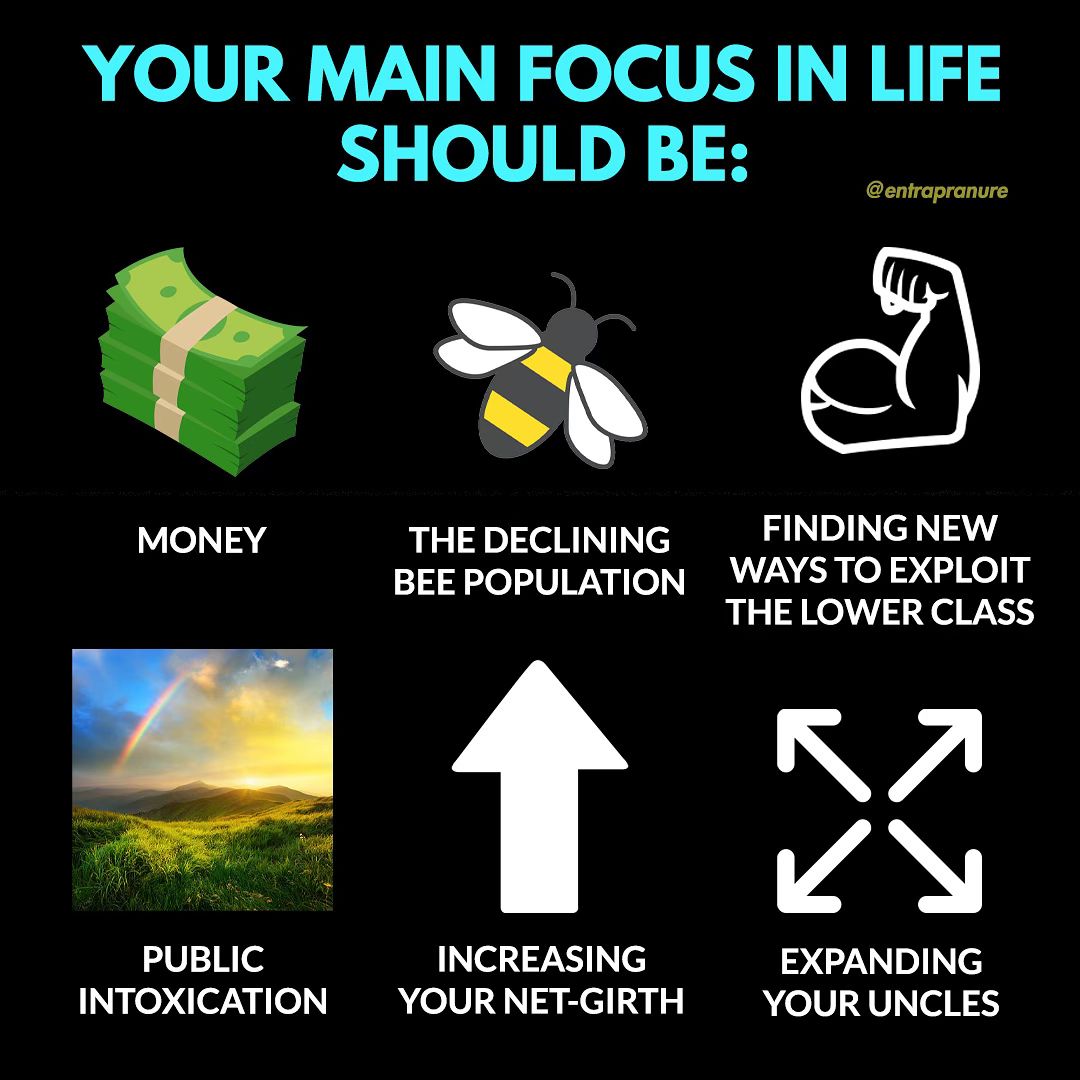 YOUR MAIN FOCUS IN LIFE
SHOULD BE:
@entrapranure
MONEY
THE DECLINING
BEE POPULATION
FINDING NEW
WAYS TO EXPLOIT
THE LOWER CLASS
PUBLIC
INTOXICATION
INCREASING
YOUR NET-GIRTH
EXPANDING
YOUR UNCLES